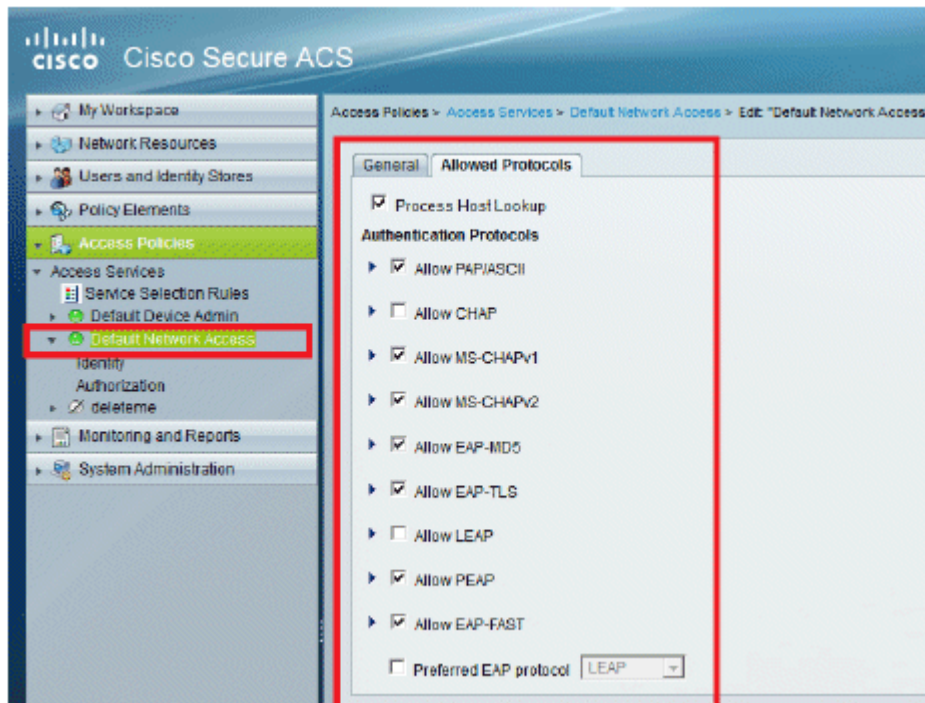 CISCO Cisco Secure ACS
My Workspace
Network Resources
Users and Identity Stores
Policy Elements
Access Policies
Access Services
Service Selection Rules
Default Device Admin
Default Network Access
Identity
Authorization
deleteme
Monitoring and Reports
System Administration
Access Policies > Access Services > Default Network Access > Edit: "Default Network Access
General Allowed Protocols
Process Host Lookup
Authentication Protocols
Allow PAP/ASCII
Allow CHAP
Allow MS-CHAPv1
Allow MS-CHAPv2
Allow EAP-MD5
Allow EAP-TLS
Allow LEAP
Allow PEAP
Allow EAP-FAST
Preferred EAP protocol LEAP